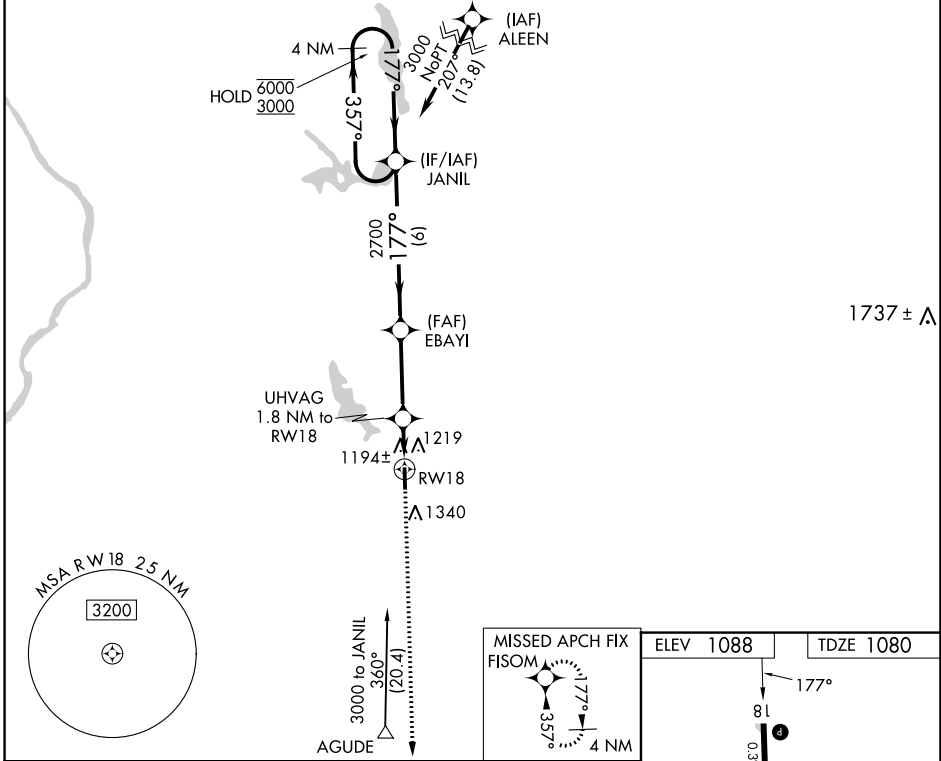 (IAF)
ALEEN
4 NM
177°
3000
NoPT
207°
(13.8)
HOLD
6000
3000
357°
(IF/IAF)
JANIL
2700
177°
(6)
1737 ±
(FAF)
EBAYI
UHVAG
1.8 NM to
RW18
1219
1194±
RW18
1340
MSA RW 18 25 NM
3200
3000 to JANIL
360°
(20.4)
AGUDE
MISSED APCH FIX
FISOM
177°
357°
4 NM
ELEV 1088
TDZE 1080
177°
18
P
0.3